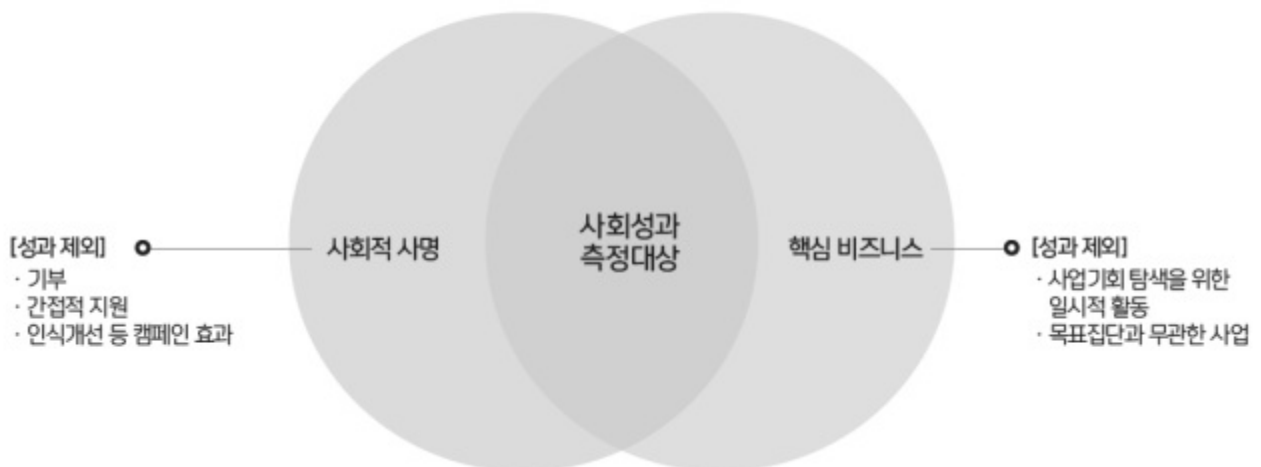 [성과 제외]
· 기부
· 간접적 지원
· 인식개선 등 캠페인 효과
사회적 사명
사회성과
측정대상
핵심 비즈니스
[성과 제외]
· 사업기회 탐색을 위한
일시적 활동
· 목표집단과 무관한 사업